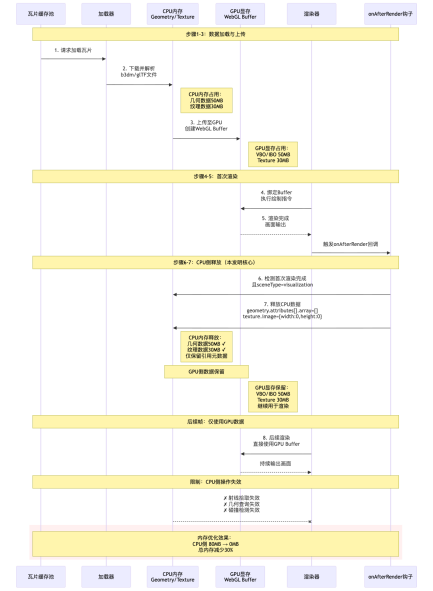 瓦片缓存池
加载器
CPU内存
Geometry/Texture
GPU显存
WebGL Buffer
渲染器
onAfterRender钩子
步骤1-3：数据加载与上传
1. 请求加载瓦片
2. 下载并解析
b3dm/glTF文件
CPU内存占用：
几何数据50MB
纹理数据30MB
3. 上传至GPU
创建WebGL Buffer
GPU显存占用：
VBO/IBO 50MB
Texture 30MB
步骤4-5：首次渲染
4. 绑定Buffer
执行绘制指令
5. 渲染完成
画面输出
触发onAfterRender回调
步骤6-7：CPU侧释放（本发明核心）
6. 检测首次渲染完成
且sceneType=visualization
7. 释放CPU数据
geometry.attributes[].array=[]
texture.image={width:0,height:0}
CPU内存释放：
几何数据50MB ✓
纹理数据30MB ✓
仅保留引用元数据
GPU侧数据保留
GPU显存保留：
VBO/IBO 50MB
Texture 30MB
继续用于渲染
后续帧：仅使用GPU数据
8. 后续渲染
直接使用GPU Buffer
持续输出画面
限制：CPU侧操作失效
✗ 射线拾取失效
✗ 几何查询失效
✗ 碰撞检测失效
内存优化效果：
CPU侧 80MB → 0MB
总内存减少30%
瓦片缓存池
加载器
CPU内存
Geometry/Texture
GPU显存
WebGL Buffer
渲染器
onAfterRender钩子